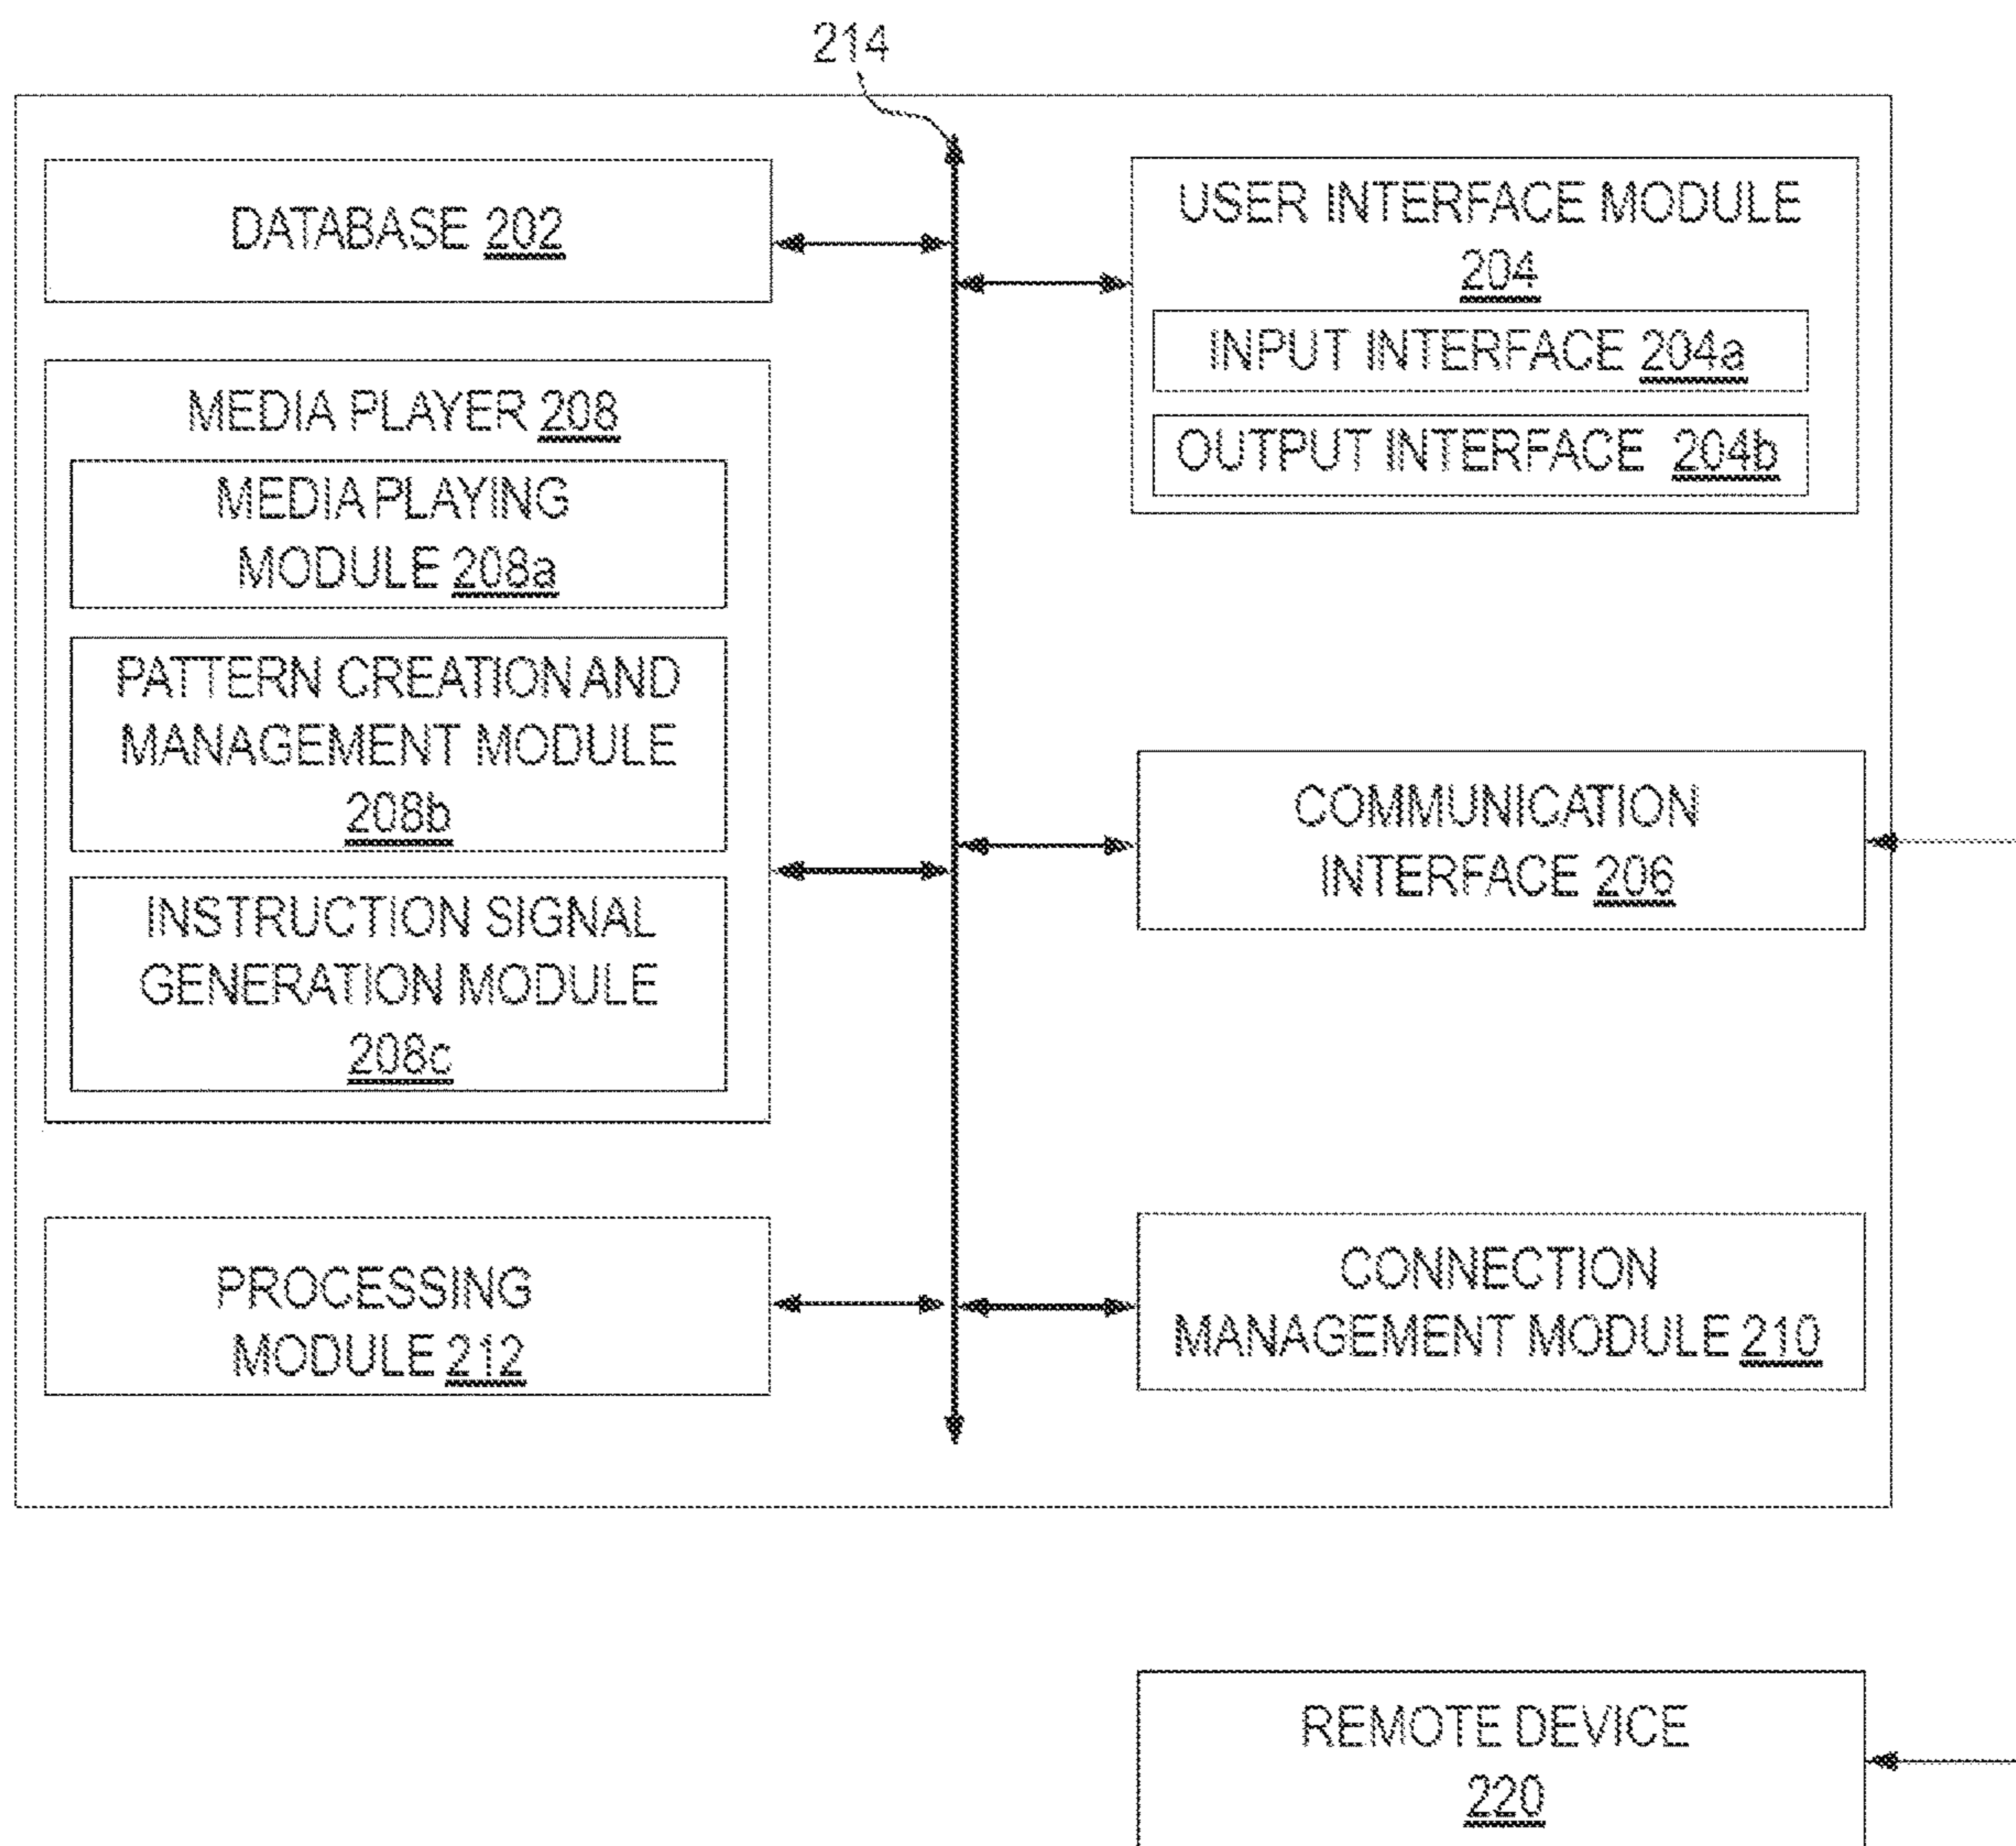 214
DATABASE 202
USER INTERFACE MODULE
204
INPUT INTERFACE 204a
OUTPUT INTERFACE 204b
MEDIA PLAYER 208
MEDIA PLAYING
MODULE 208a
PATTERN CREATION AND
MANAGEMENT MODULE
208b
INSTRUCTION SIGNAL
GENERATION MODULE
208c
COMMUNICATION
INTERFACE 206
PROCESSING
MODULE 212
CONNECTION
MANAGEMENT MODULE 210
REMOTE DEVICE
220